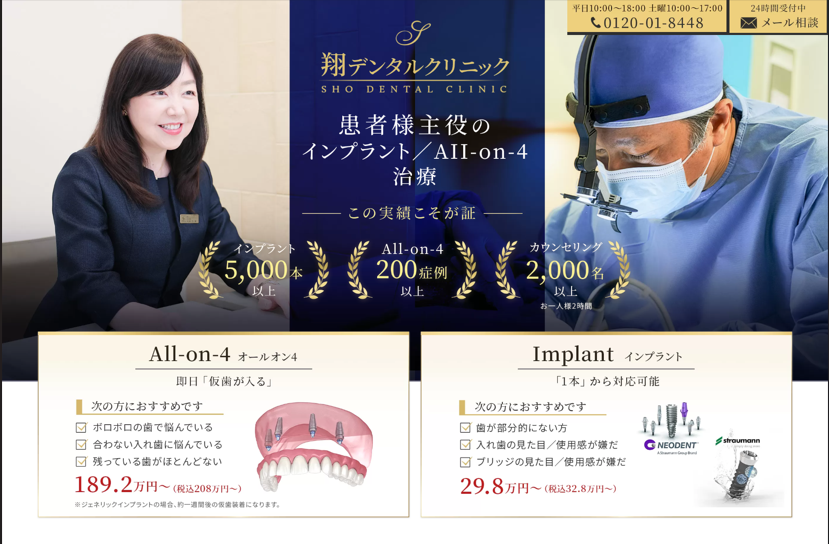 平日10:00〜18:00 土曜10:00〜17:00
0120-01-8448
24時間受付中
メール相談
翔デンタルクリニック
SHO DENTAL CLINIC
患者様主役の
インプラント／All-on-4
治療
この実績こそが証
インプラント
5,000本
以上
All-on-4
200症例
以上
カウンセリング
2,000名
以上
お一人様2時間
All-on-4 オールオン4
即日「仮歯が入る」
次の方におすすめです
ボロボロの歯で悩んでいる
合わない入れ歯に悩んでいる
残っている歯がほとんどない
189.2万円〜（税込208万円〜）
※ジェネリックインプラントの場合、約一週間後の仮歯装着になります。
Implant インプラント
「1本」から対応可能
次の方におすすめです
歯が部分的にない方
入れ歯の見た目／使用感が嫌だ
ブリッジの見た目／使用感が嫌だ
29.8万円〜（税込32.8万円〜）
NEODENT
A Straumann Group Brand
straumann